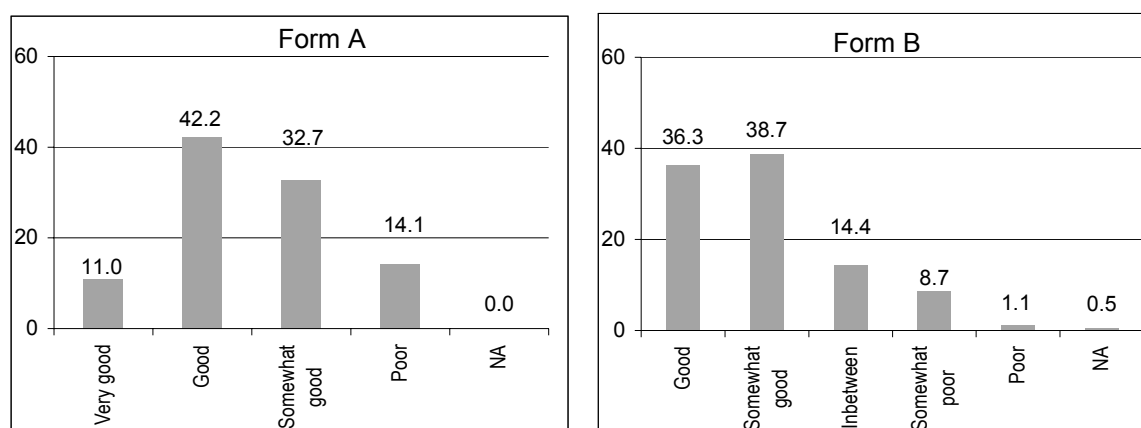 Form A
60
40
20
0
11.0
42.2
32.7
14.1
0.0
Very good
Good
Somewhat
good
Poor
NA
Form B
60
40
20
0
36.3
38.7
14.4
8.7
1.1
0.5
Good
Somewhat
good
Inbetween
Somewhat
poor
Poor
NA